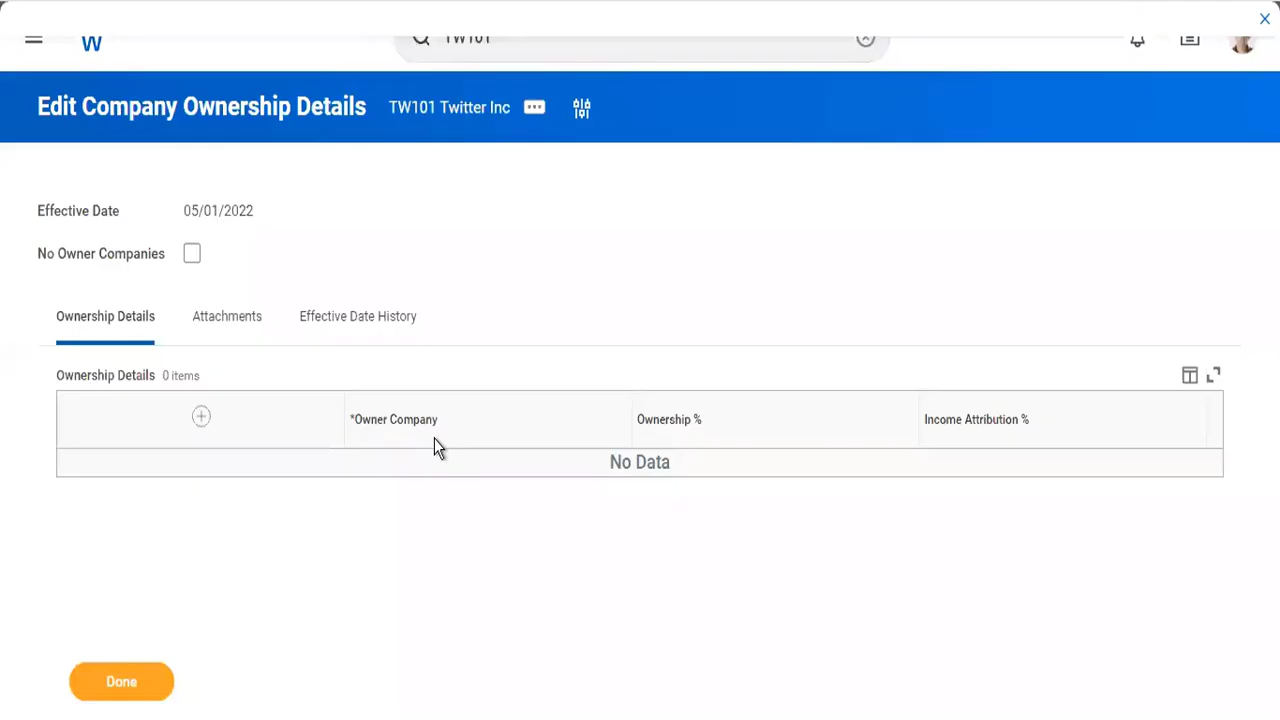 W
TW101
Edit Company Ownership Details TW101 Twitter Inc
Effective Date 05/01/2022
No Owner Companies
Ownership Details Attachments Effective Date History
Ownership Details 0 items
*Owner Company Ownership % Income Attribution %
No Data
Done